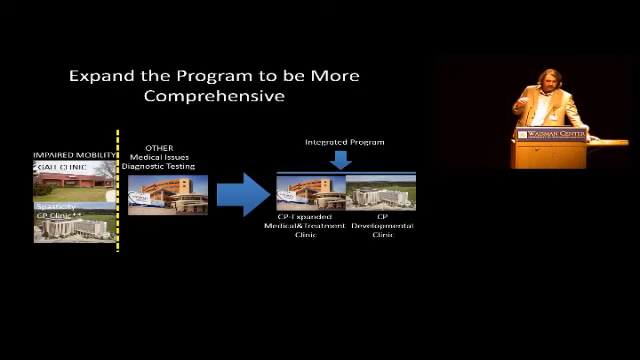 Expand the Program to be More
Comprehensive
IMPAIRED MOBILITY
GAIT CLINIC
Spasticity
CP Clinic**
OTHER
Medical Issues
Diagnostic Testing
Integrated Program
CP-Expanded
Medical&Treatment
Clinic
CP
Developmental
Clinic
WAISMAN CENTER